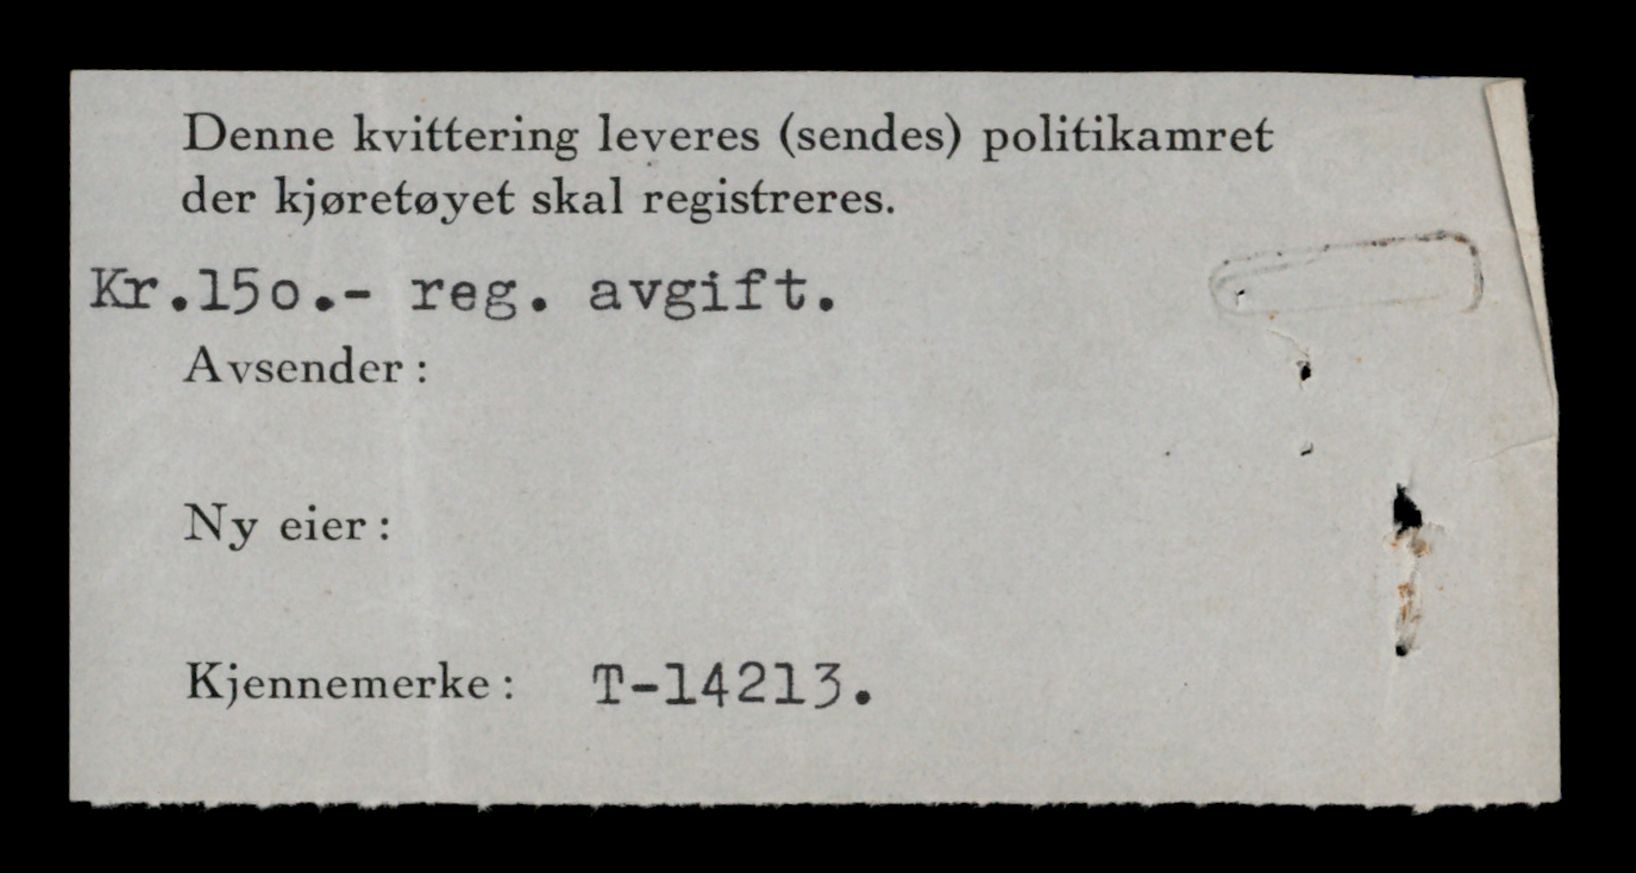 Denne kvittering leveres (sendes) politikamret
der kjøretøyet skal registreres.
Kr.15o.- reg. avgift.
Avsender:
Ny eier:
Kjennemerke: T-14213.